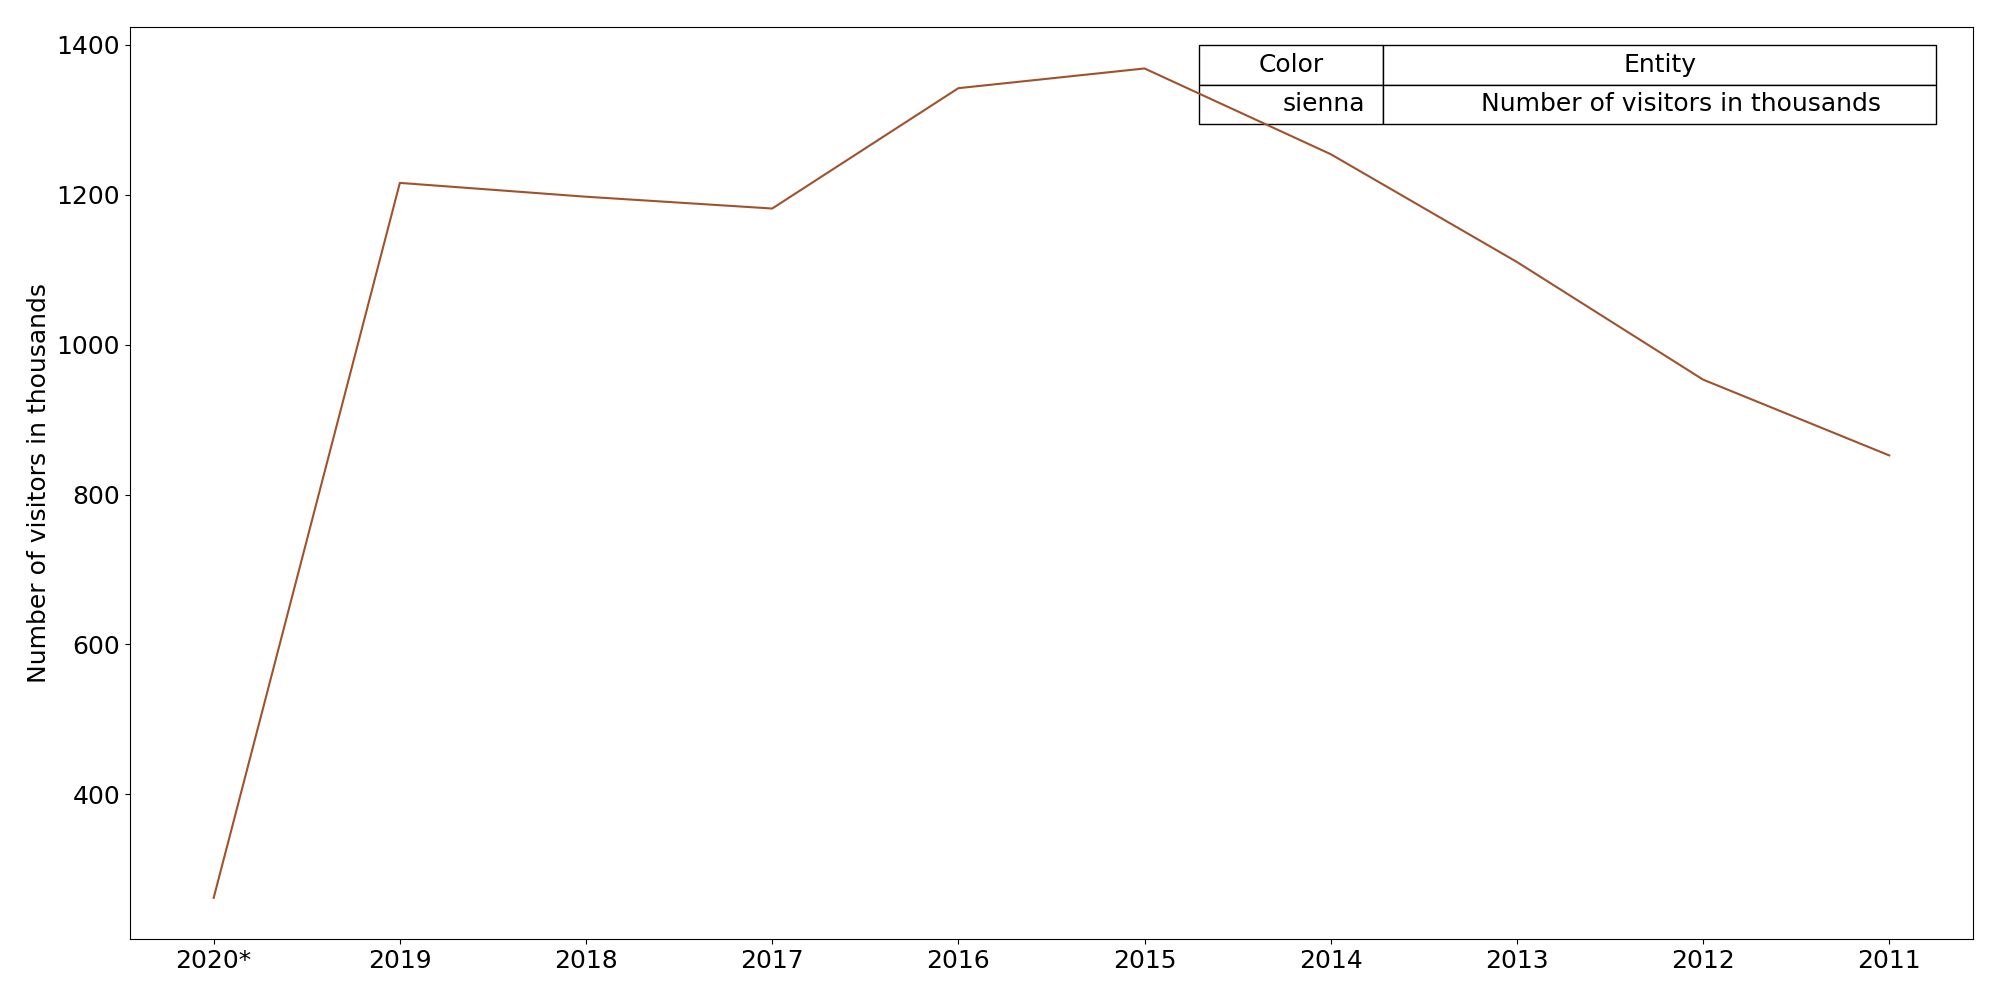 1400
1200
1000
800
600
400
Number of visitors in thousands
Color Entity
sienna Number of visitors in thousands
2020* 2019 2018 2017 2016 2015 2014 2013 2012 2011